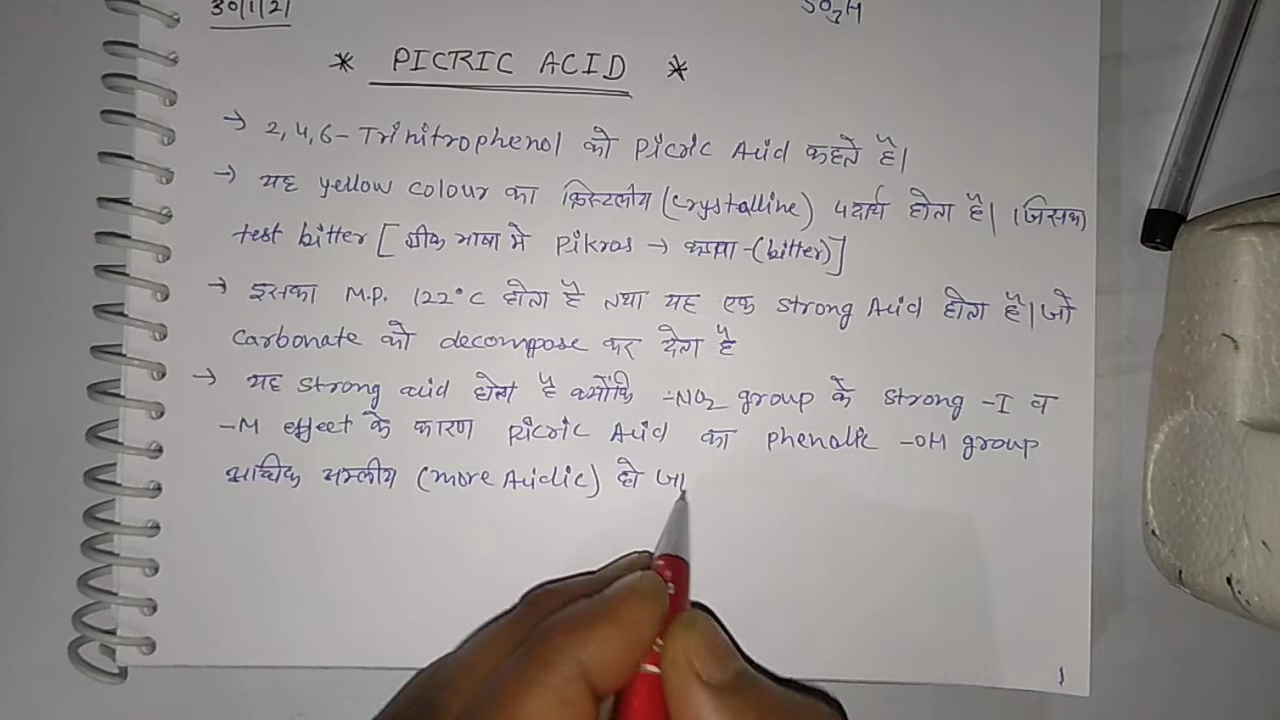 30/1/21
SO3H
* PICRIC ACID *
→ 2,4,6-Trinitrophenol को Picric Acid कहते है।
→ यह yellow colour का क्रिस्टलीय (crystalline) पदार्थ होता है। (जिसका)
test bitter [ग्रीक भाषा मे Pikros → कड़वा -(bitter)]
→ इसका M.P. 122°C होता है तथा यह एक strong Acid होता है। जो
carbonate को decompose कर देता है
→ यह strong acid होता है क्योंकि -NO2 group के strong -I व
-M effect के कारण Picric Acid का phenolic -OH group
अधिक अम्लीय (more Acidic) हो जा